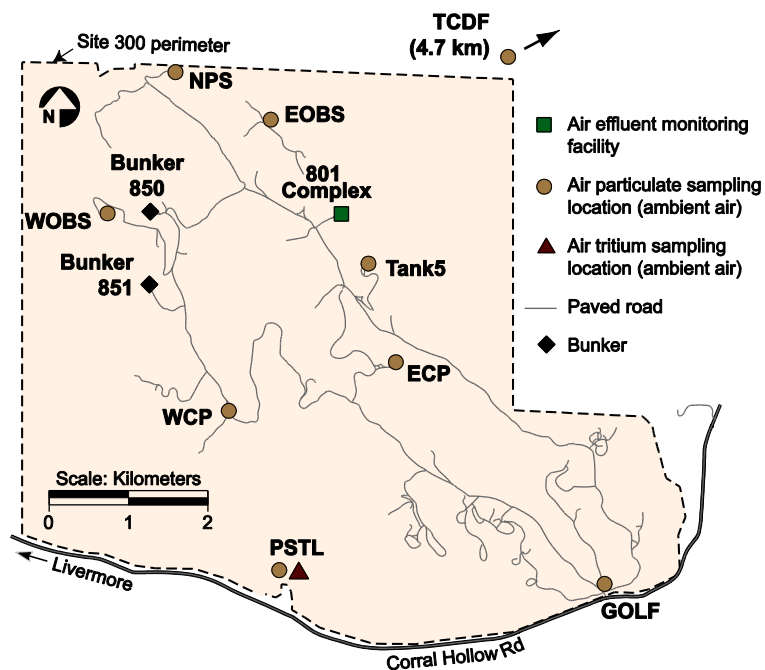 TCDF
(4.7 km)
Site 300 perimeter
NPS
N
EOBS
Air effluent monitoring
facility
Bunker
850
801
Complex
Air particulate sampling
location (ambient air)
WOBS
Air tritium sampling
location (ambient air)
Bunker
851
Tank5
Paved road
Bunker
ECP
WCP
Scale: Kilometers
0 1 2
PSTL
Livermore
GOLF
Corral Hollow Rd